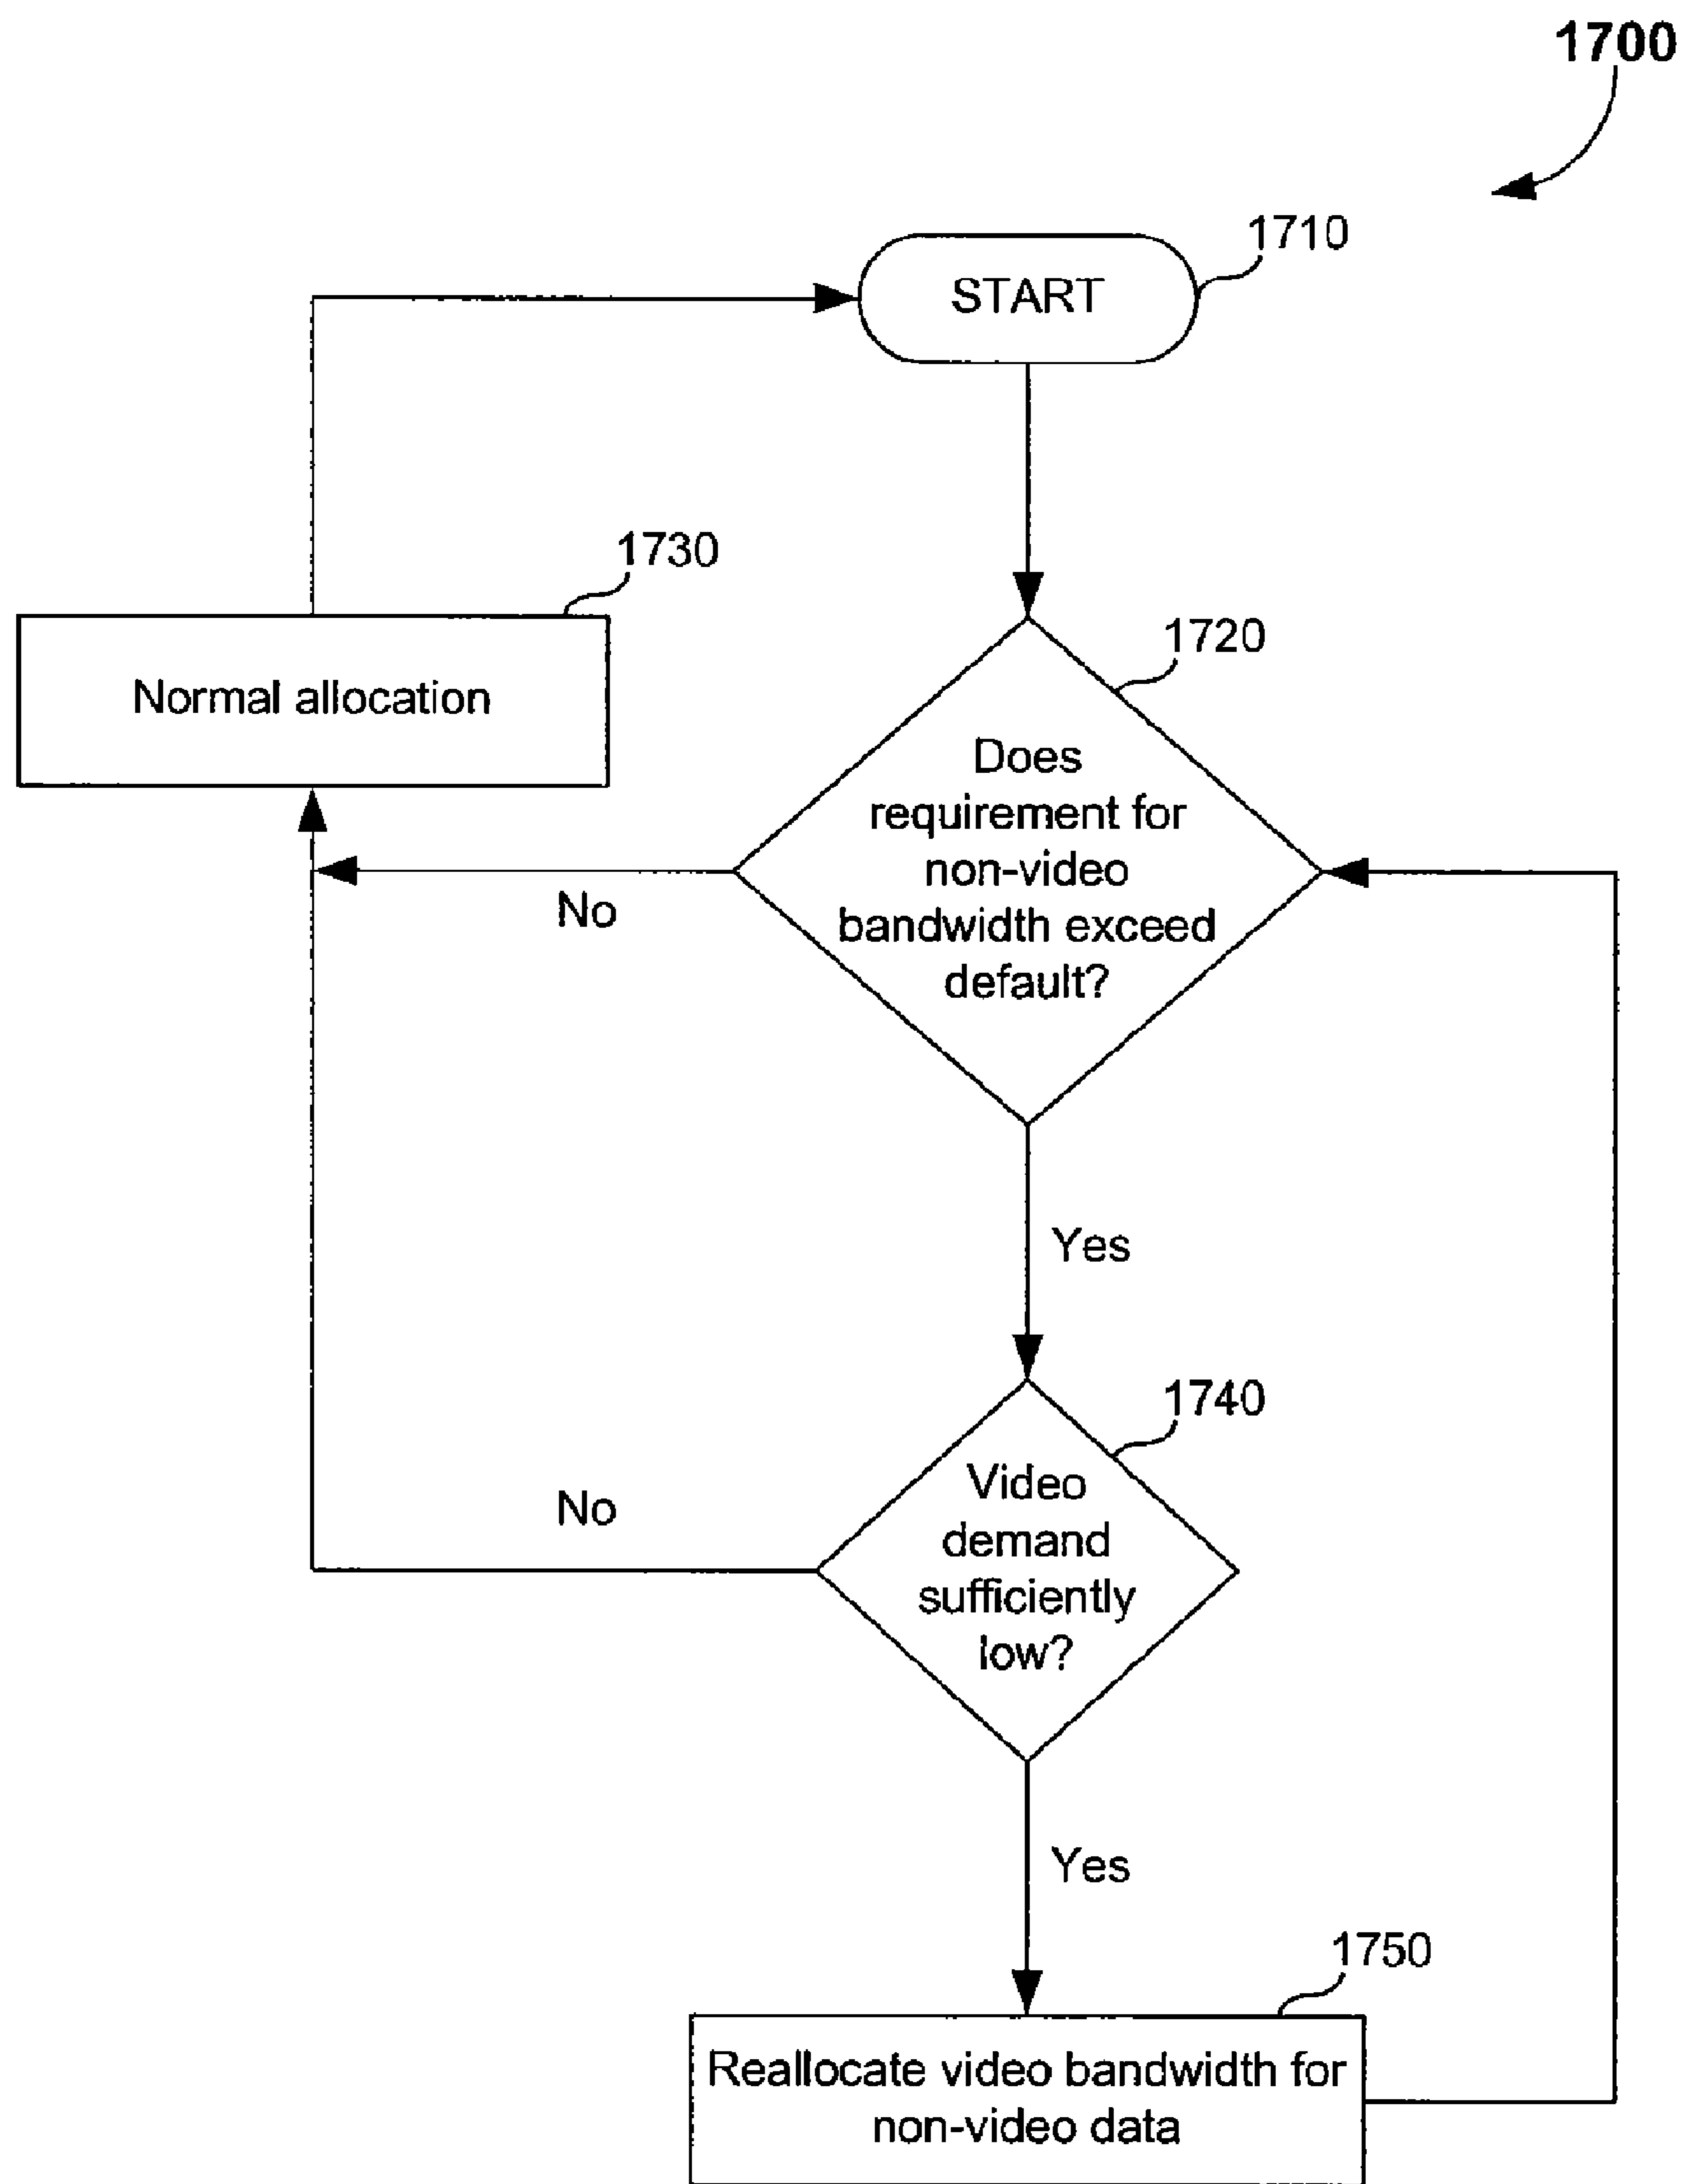 1700
1710
START
1730
Normal allocation
1720
Does
requirement for
non-video
bandwidth exceed
default?
No
Yes
1740
Video
demand
sufficiently
low?
No
Yes
1750
Reallocate video bandwidth for
non-video data